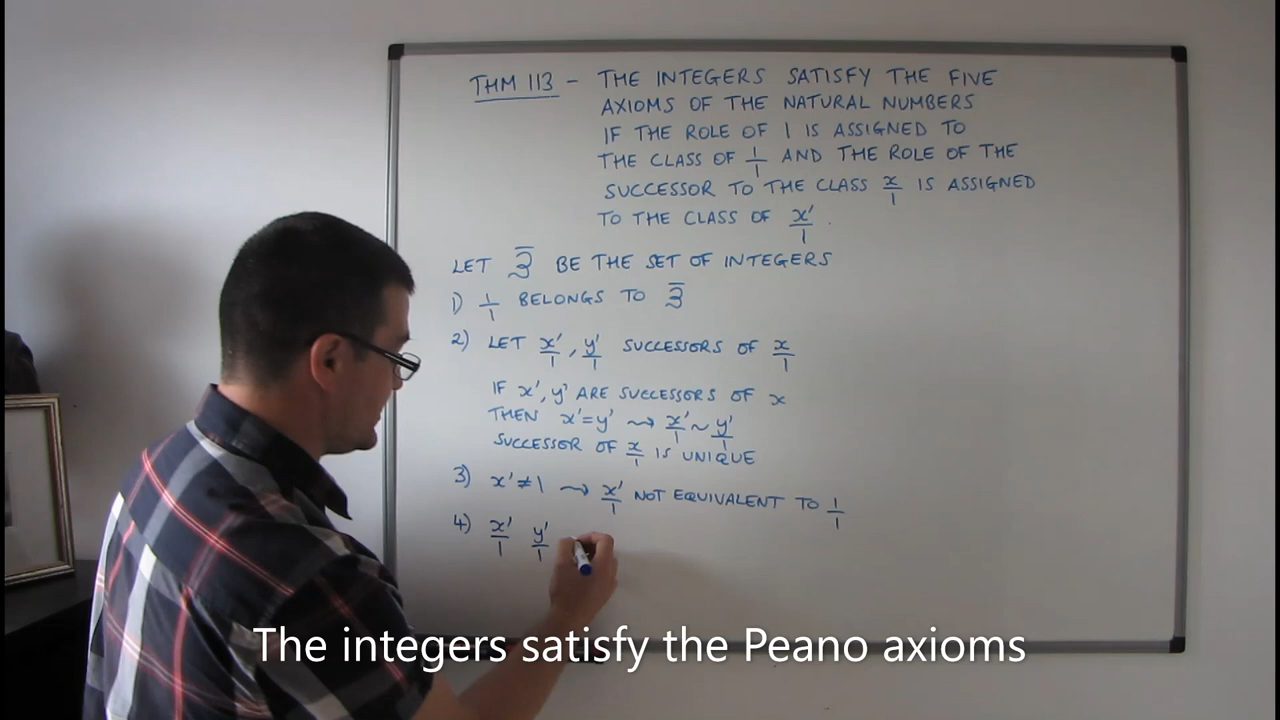 THM 113 – THE INTEGERS SATISFY THE FIVE
AXIOMS OF THE NATURAL NUMBERS
IF THE ROLE OF 1 IS ASSIGNED TO
THE CLASS OF 1/1 AND THE ROLE OF THE
SUCCESSOR TO THE CLASS x/1 IS ASSIGNED
TO THE CLASS OF x'/1.
LET ℨ̅ BE THE SET OF INTEGERS
1) 1/1 BELONGS TO ℨ̅
2) LET x'/1, y'/1 SUCCESSORS OF x/1
IF x', y' ARE SUCCESSORS OF x
THEN x'=y' ⇝ x'/1 ~ y'/1
SUCCESSOR OF x/1 IS UNIQUE
3) x'≠1 ⇝ x'/1 NOT EQUIVALENT TO 1/1
4) x'/1 y'/1
The integers satisfy the Peano axioms